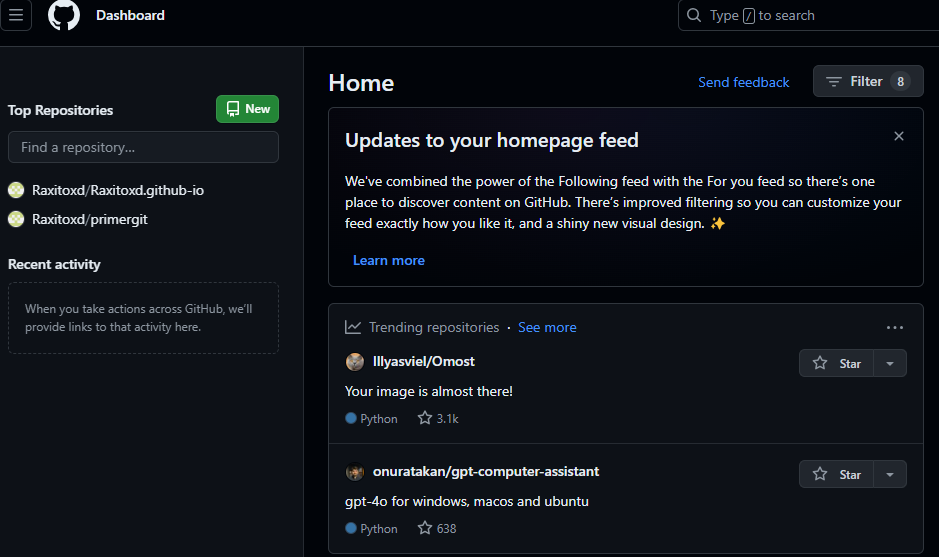 Dashboard
Type / to search
Top Repositories
New
Find a repository...
Raxitoxd/Raxitoxd.github-io
Raxitoxd/primergit
Recent activity
When you take actions across GitHub, we'll
provide links to that activity here.
Home
Send feedback
Filter 8
Updates to your homepage feed
We've combined the power of the Following feed with the For you feed so there's one
place to discover content on GitHub. There's improved filtering so you can customize your
feed exactly how you like it, and a shiny new visual design. ✨
Learn more
Trending repositories · See more
lllyasviel/Omost
Star
Your image is almost there!
Python 3.1k
onuratakan/gpt-computer-assistant
Star
gpt-4o for windows, macos and ubuntu
Python 638